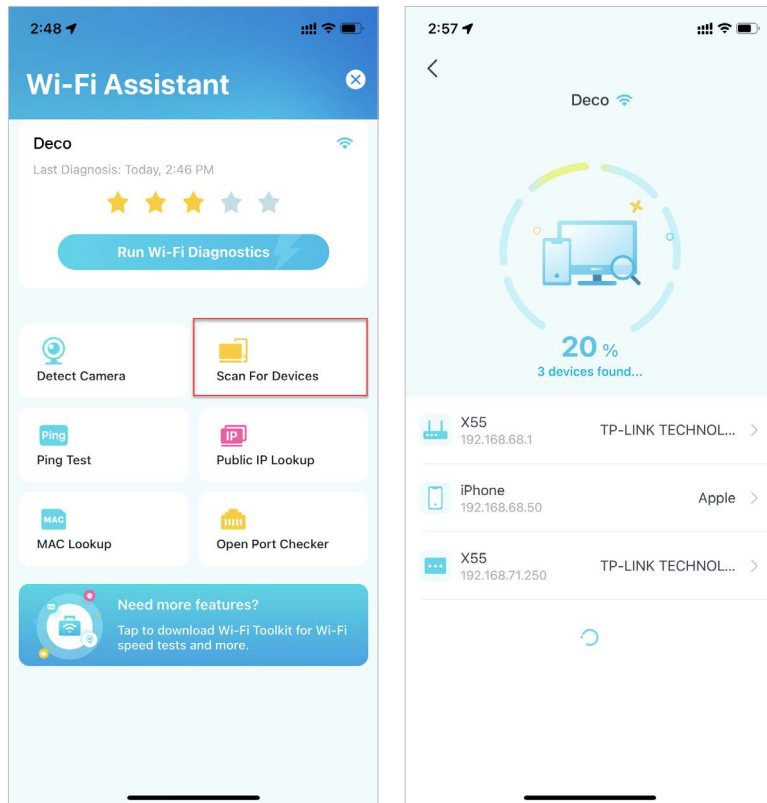 2:48
Wi-Fi Assistant
Deco
Last Diagnosis: Today, 2:46 PM
Run Wi-Fi Diagnostics
Detect Camera
Scan For Devices
Ping
Ping Test
IP
Public IP Lookup
MAC
MAC Lookup
Open Port Checker
Need more features?
Tap to download Wi-Fi Toolkit for Wi-Fi
speed tests and more.
2:57
Deco
20 %
3 devices found...
X55
192.168.68.1
TP-LINK TECHNOL...
iPhone
192.168.68.50
Apple
X55
192.168.71.250
TP-LINK TECHNOL...